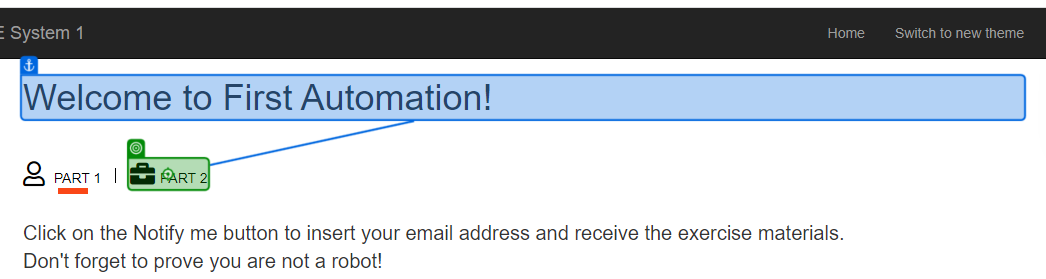 E System 1 Home Switch to new theme
Welcome to First Automation!
PART 1 | PART 2
Click on the Notify me button to insert your email address and receive the exercise materials.
Don't forget to prove you are not a robot!